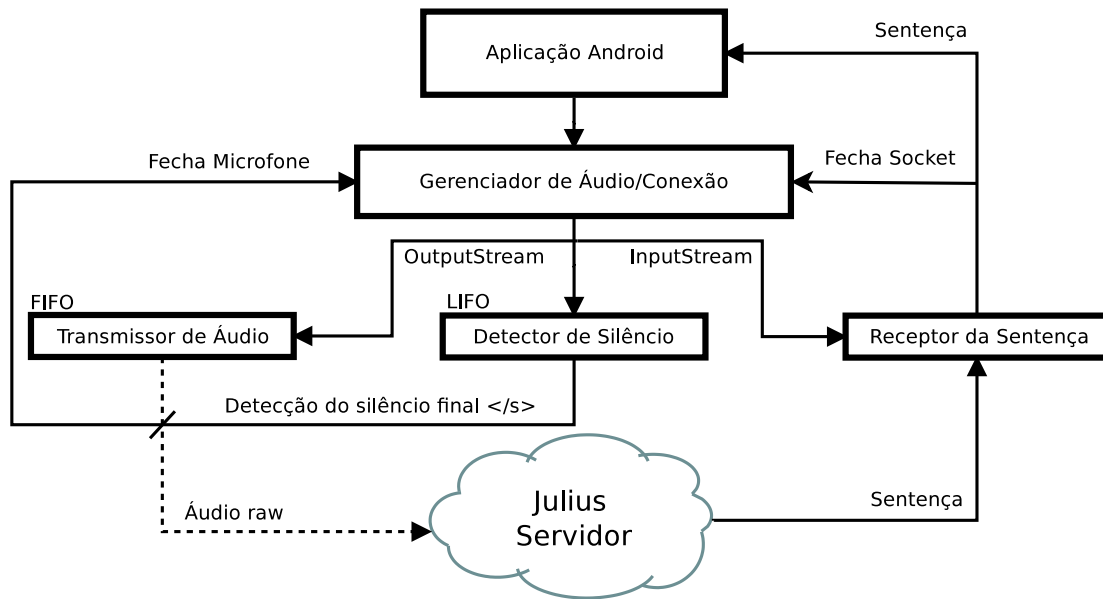 Sentença
Aplicação Android
Fecha Microfone
Fecha Socket
Gerenciador de Áudio/Conexão
OutputStream
InputStream
FIFO
LIFO
Transmissor de Áudio
Detector de Silêncio
Receptor da Sentença
Detecção do silêncio final </s>
Áudio raw
Julius
Servidor
Sentença